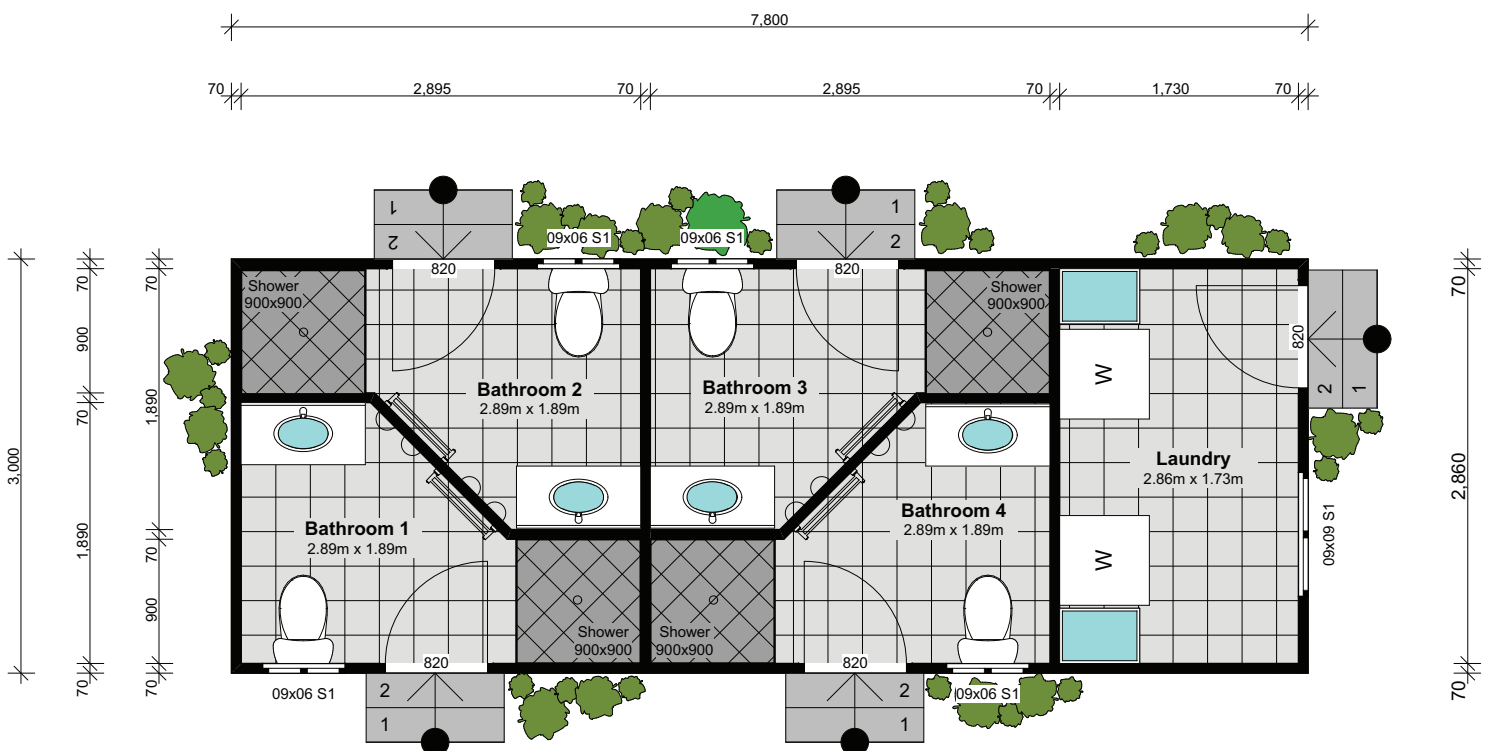 7,800
70 2,895 70 2,895 70 1,730 70
1 1
2 2
09x06 S1 09x06 S1
820 820
Shower
900x900
Shower
900x900
70 70 70
900
820
W
2 1
Bathroom 2
2.89m x 1.89m
Bathroom 3
2.89m x 1.89m
70 1,890
3,000
Laundry
2.86m x 1.73m
2,860
Bathroom 1
2.89m x 1.89m
Bathroom 4
2.89m x 1.89m
1,890 70
W
09x09 S1
900
Shower
900x900
Shower
900x900
820 820
70 70 70
09x06 S1 09x06 S1
2 2
1 1